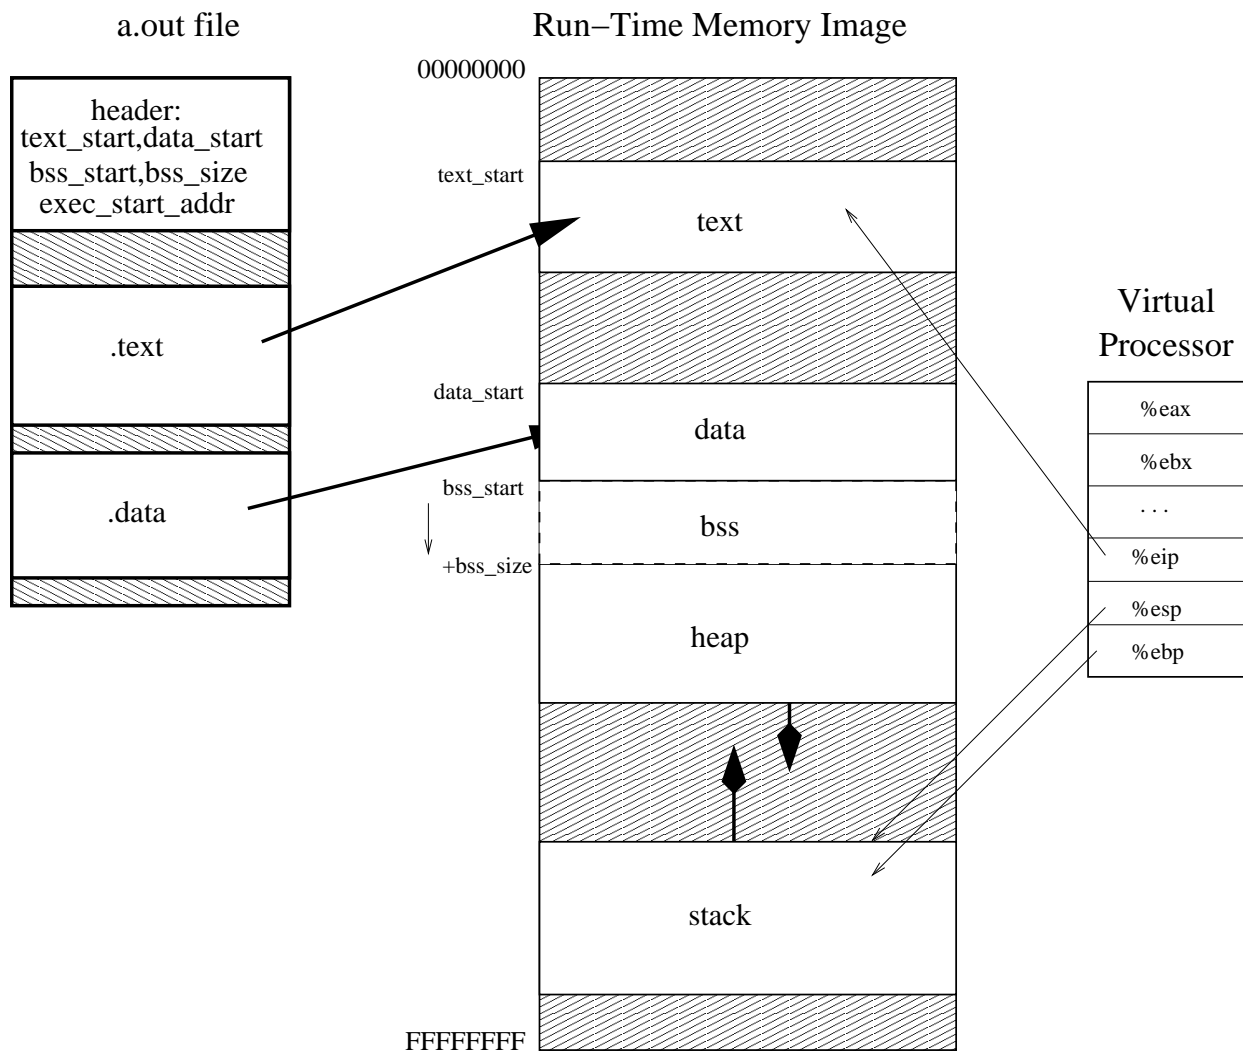 a.out file
header:
text_start,data_start
bss_start,bss_size
exec_start_addr
.text
.data
Run−Time Memory Image
00000000
text_start
text
data_start
data
bss_start
bss
+bss_size
heap
stack
FFFFFFFF
Virtual
Processor
%eax
%ebx
. . .
%eip
%esp
%ebp